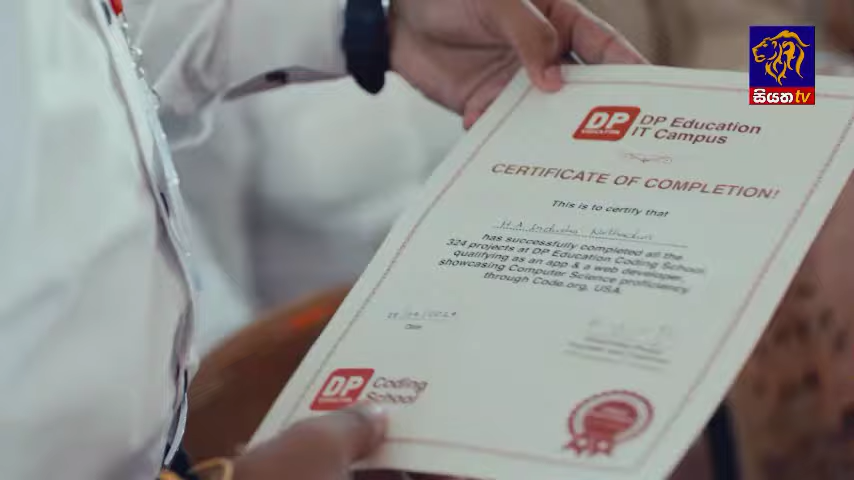 සියත tv
DP
EDUCATION
DP Education
IT Campus
CERTIFICATE OF COMPLETION!
This is to certify that
H.A.
has successfully completed all the
324 projects at DP Education Coding School,
qualifying as an app & a web developer,
showcasing Computer Science proficiency
through Code.org, USA.
Date
DP
Coding
School